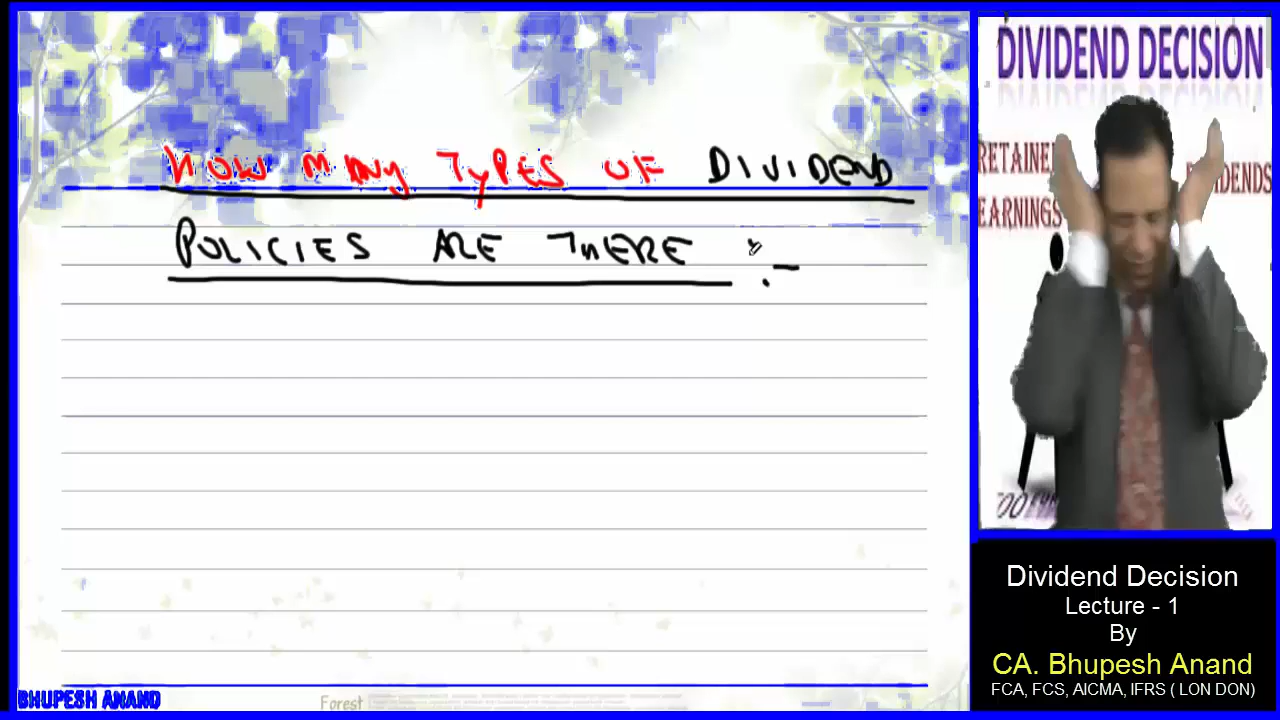 HOW MANY TYPES OF DIVIDEND
POLICIES ARE THERE :-
BHUPESH ANAND
Forest
DIVIDEND DECISION
RETAINED
EARNINGS
DIVIDENDS
Dividend Decision
Lecture - 1
By
CA. Bhupesh Anand
FCA, FCS, AICMA, IFRS ( LON DON)